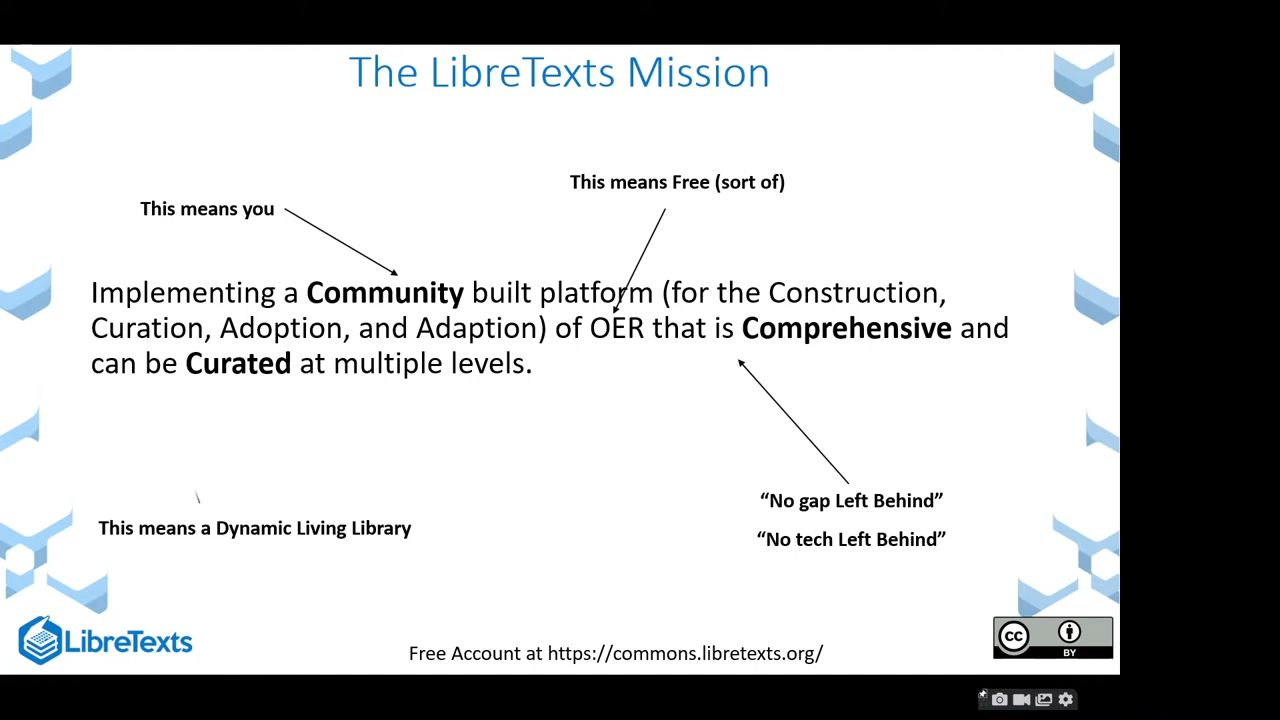 The LibreTexts Mission
This means Free (sort of)
This means you
Implementing a Community built platform (for the Construction,
Curation, Adoption, and Adaption) of OER that is Comprehensive and
can be Curated at multiple levels.
“No gap Left Behind”
This means a Dynamic Living Library
“No tech Left Behind”
LibreTexts
cc
BY
Free Account at https://commons.libretexts.org/